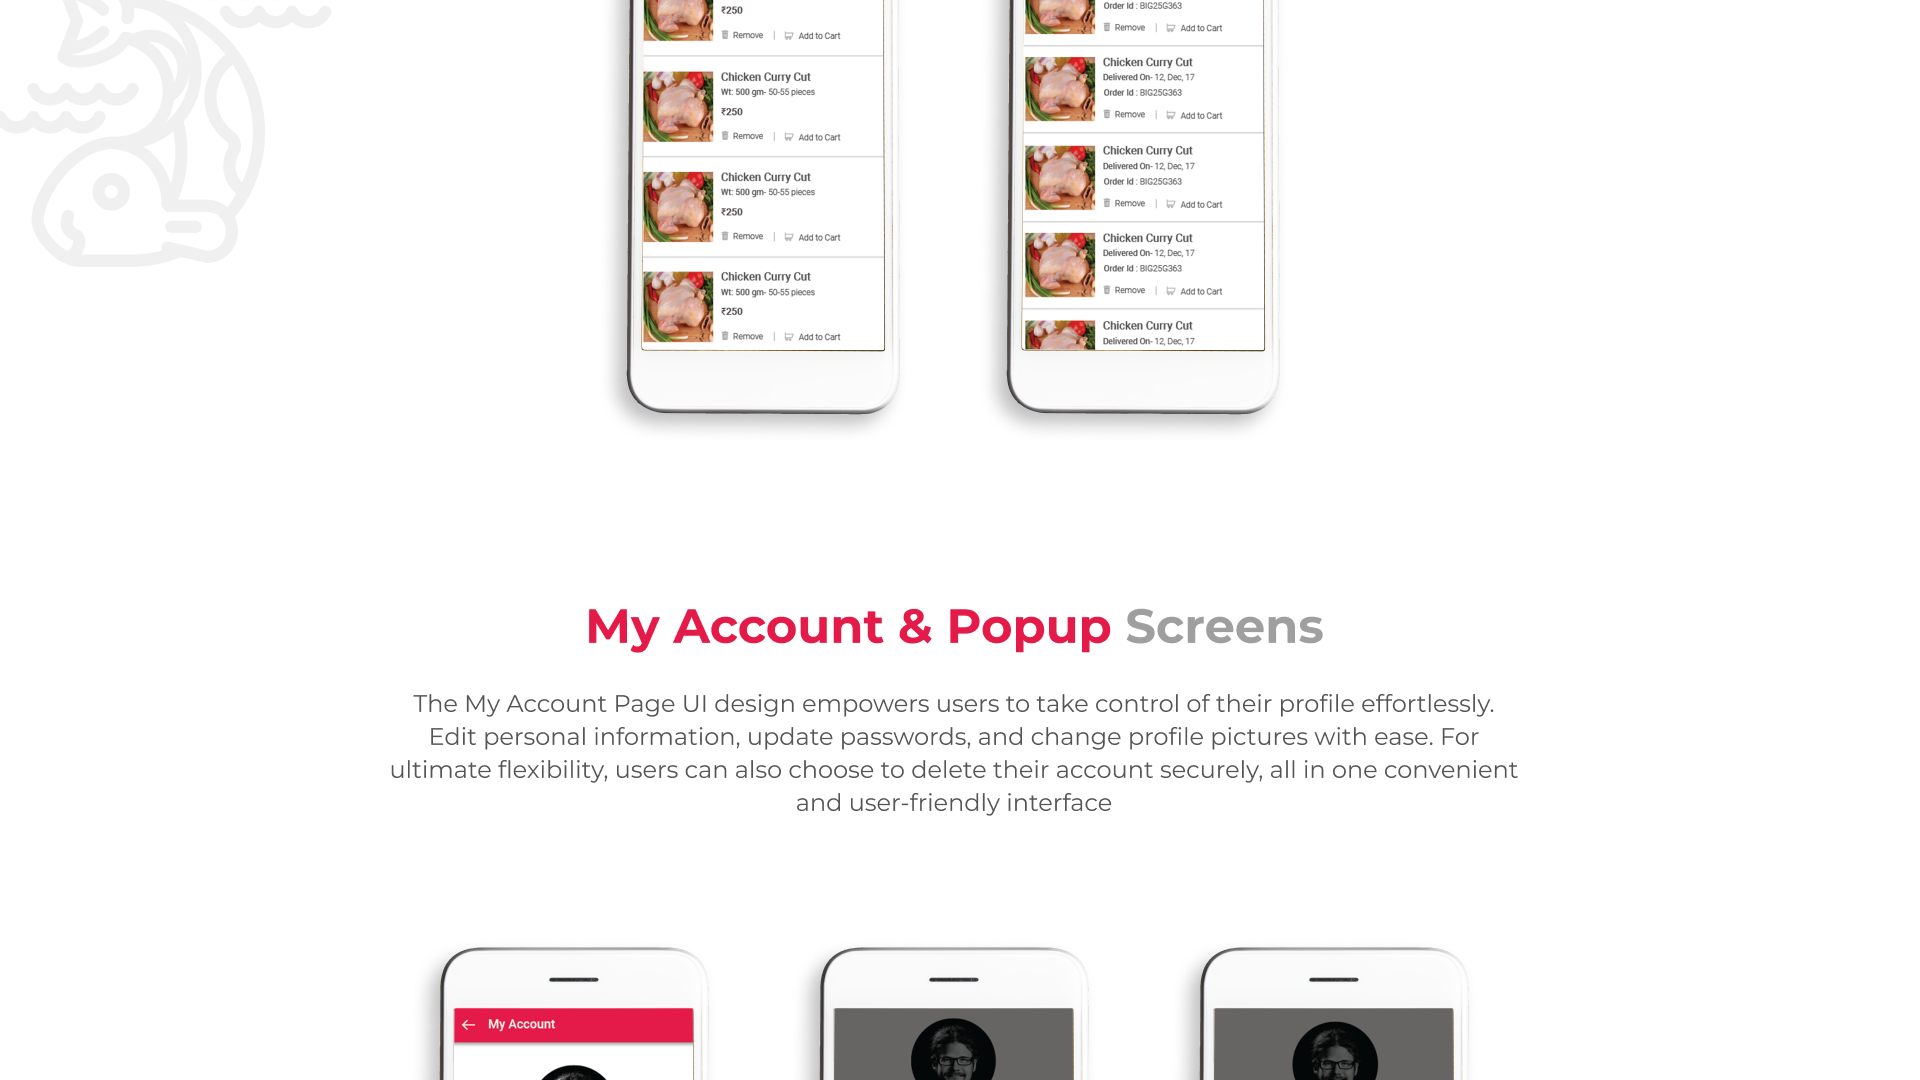 ₹250
Remove | Add to Cart
Chicken Curry Cut
Wt: 500 gm- 50-55 pieces
₹250
Remove | Add to Cart
Chicken Curry Cut
Wt: 500 gm- 50-55 pieces
₹250
Remove | Add to Cart
Chicken Curry Cut
Wt: 500 gm- 50-55 pieces
₹250
Remove | Add to Cart
Order Id : BIG25G363
Remove | Add to Cart
Chicken Curry Cut
Delivered On- 12, Dec, 17
Order Id : BIG25G363
Remove | Add to Cart
Chicken Curry Cut
Delivered On- 12, Dec, 17
Order Id : BIG25G363
Remove | Add to Cart
Chicken Curry Cut
Delivered On- 12, Dec, 17
Order Id : BIG25G363
Remove | Add to Cart
Chicken Curry Cut
Delivered On- 12, Dec, 17
My Account & Popup Screens
The My Account Page UI design empowers users to take control of their profile effortlessly.
Edit personal information, update passwords, and change profile pictures with ease. For
ultimate flexibility, users can also choose to delete their account securely, all in one convenient
and user-friendly interface
My Account